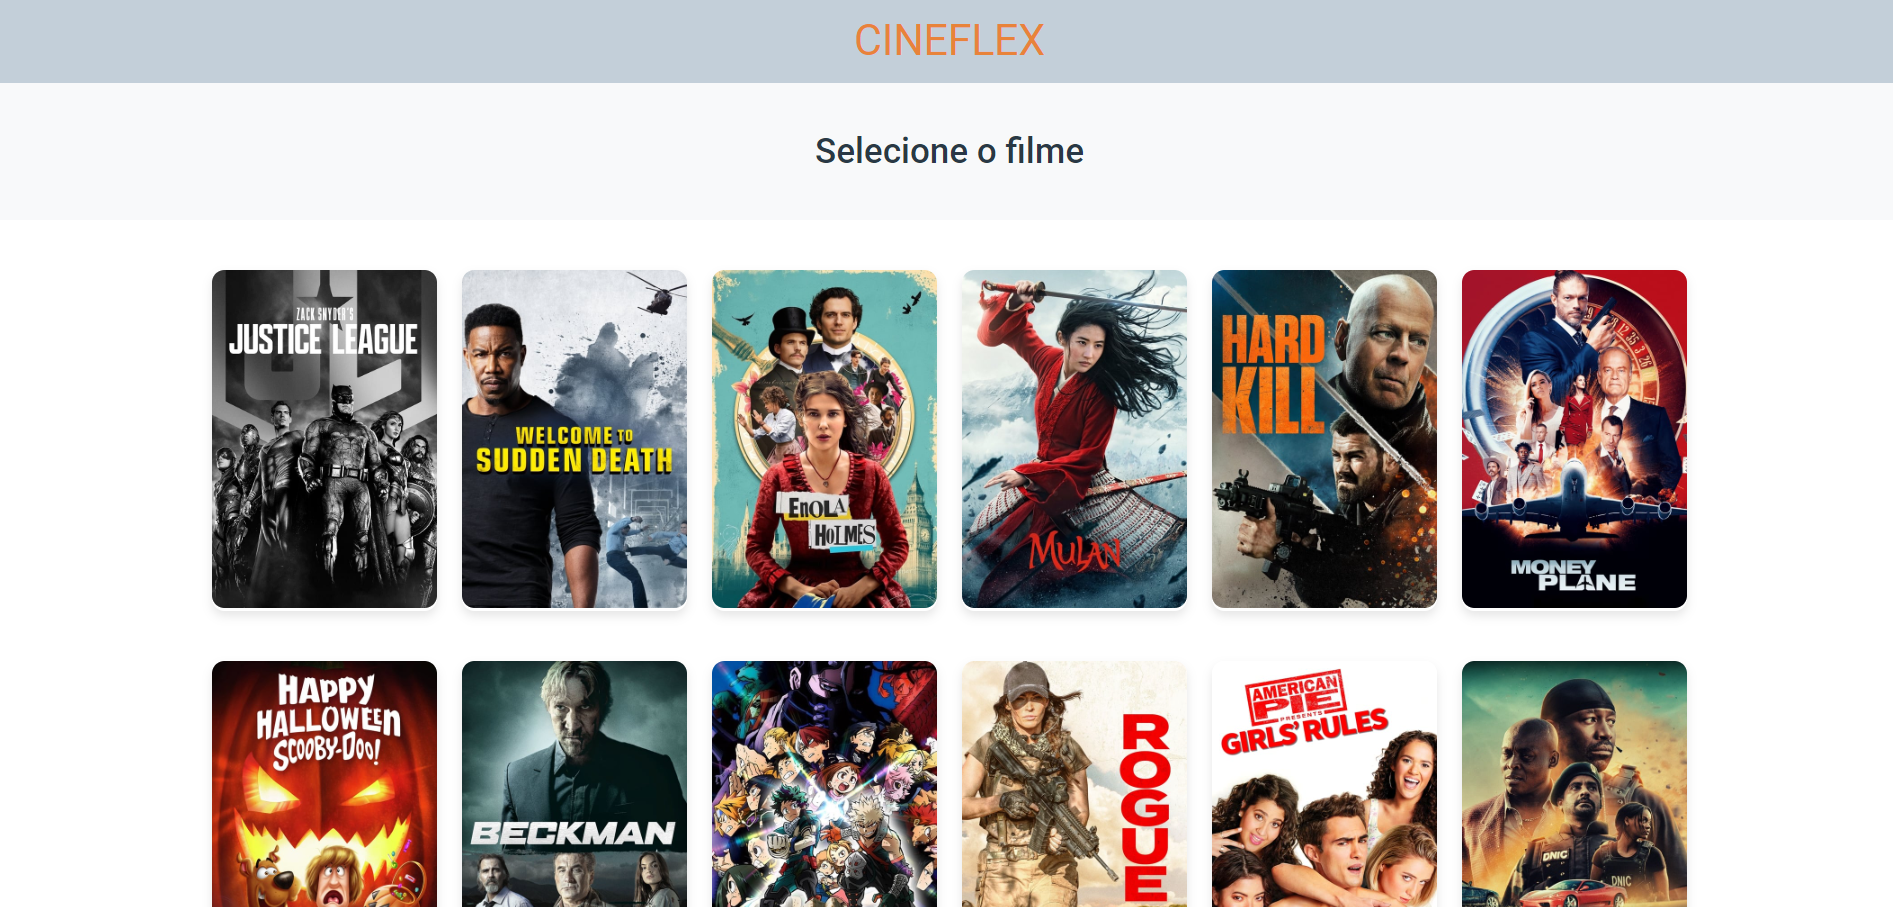 CINEFLEX
Selecione o filme
ZACK SNYDER'S
JUSTICE LEAGUE
WELCOME TO
SUDDEN DEATH
ENOLA
HOLMES
MULAN
HARD
KILL
MONEY
PLANE
HAPPY
HALLOWEEN
SCOOBY-DOO!
BECKMAN
ROGUE
AMERICAN
PIE
PRESENTS
GIRLS' RULES
DNIC
DNIC